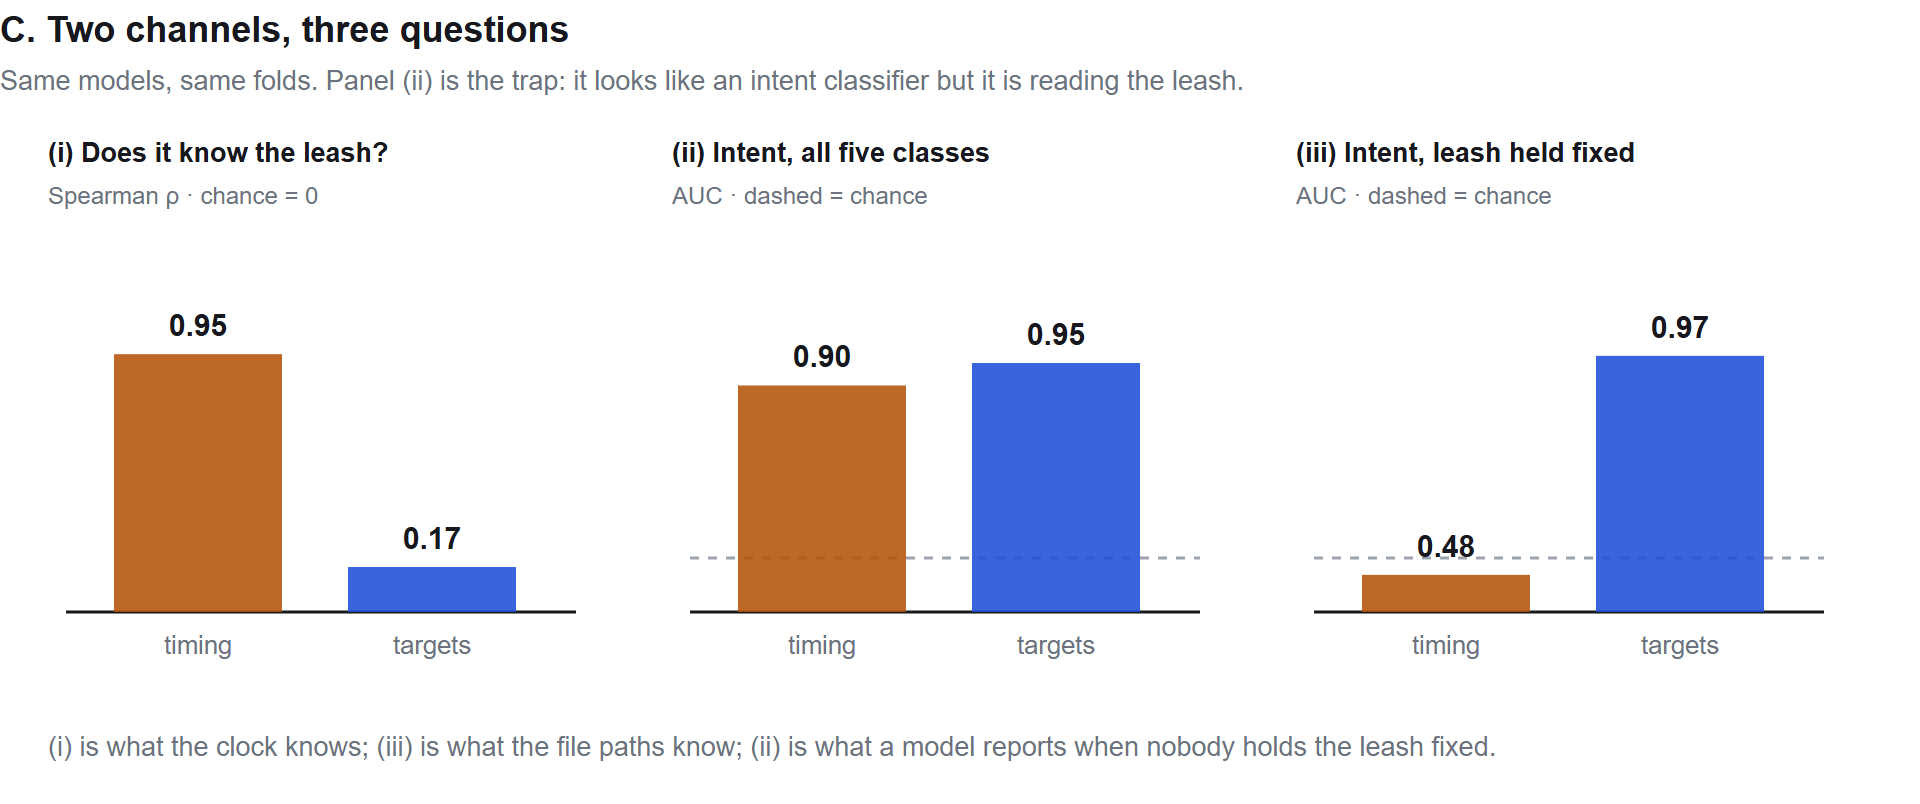 C. Two channels, three questions
Same models, same folds. Panel (ii) is the trap: it looks like an intent classifier but it is reading the leash.
(i) Does it know the leash?
Spearman ρ · chance = 0
0.95
0.17
timing
targets
(ii) Intent, all five classes
AUC · dashed = chance
0.90
0.95
timing
targets
(iii) Intent, leash held fixed
AUC · dashed = chance
0.48
0.97
timing
targets
(i) is what the clock knows; (iii) is what the file paths know; (ii) is what a model reports when nobody holds the leash fixed.